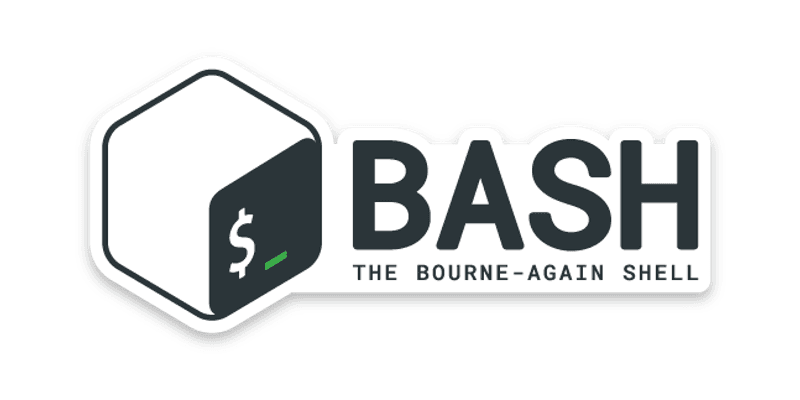 $_
BASH
THE BOURNE-AGAIN SHELL